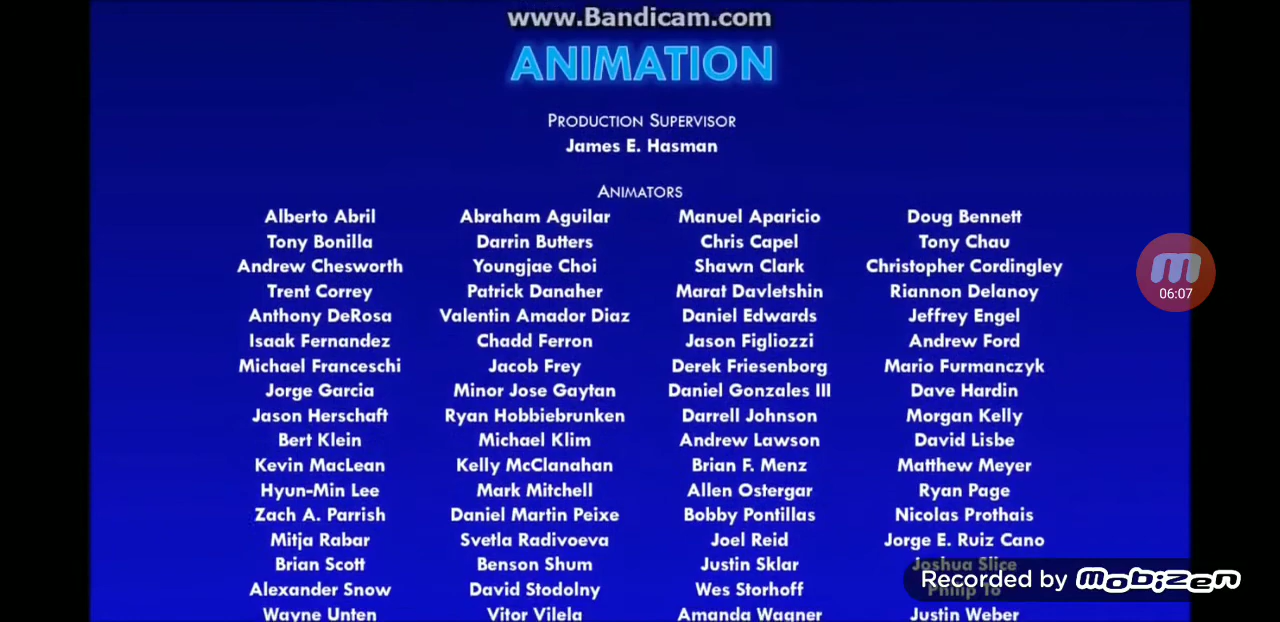 www.Bandicam.com
ANIMATION
PRODUCTION SUPERVISOR
James E. Hasman
ANIMATORS
Alberto Abril Abraham Aguilar Manuel Aparicio Doug Bennett
Tony Bonilla Darrin Butters Chris Capel Tony Chau
Andrew Chesworth Youngjae Choi Shawn Clark Christopher Cordingley
Trent Correy Patrick Danaher Marat Davletshin Riannon Delanoy
Anthony DeRosa Valentin Amador Diaz Daniel Edwards Jeffrey Engel
Isaak Fernandez Chadd Ferron Jason Figliozzi Andrew Ford
Michael Franceschi Jacob Frey Derek Friesenborg Mario Furmanczyk
Jorge Garcia Minor Jose Gaytan Daniel Gonzales III Dave Hardin
Jason Herschaft Ryan Hobbiebrunken Darrell Johnson Morgan Kelly
Bert Klein Michael Klim Andrew Lawson David Lisbe
Kevin MacLean Kelly McClanahan Brian F. Menz Matthew Meyer
Hyun-Min Lee Mark Mitchell Allen Ostergar Ryan Page
Zach A. Parrish Daniel Martin Peixe Bobby Pontillas Nicolas Prothais
Mitja Rabar Svetla Radivoeva Joel Reid Jorge E. Ruiz Cano
Brian Scott Benson Shum Justin Sklar Joshua Slice
Alexander Snow David Stodolny Wes Storhoff Philip To
Wayne Unten Vitor Vilela Amanda Wagner Justin Weber
06:07
Recorded by mobizen